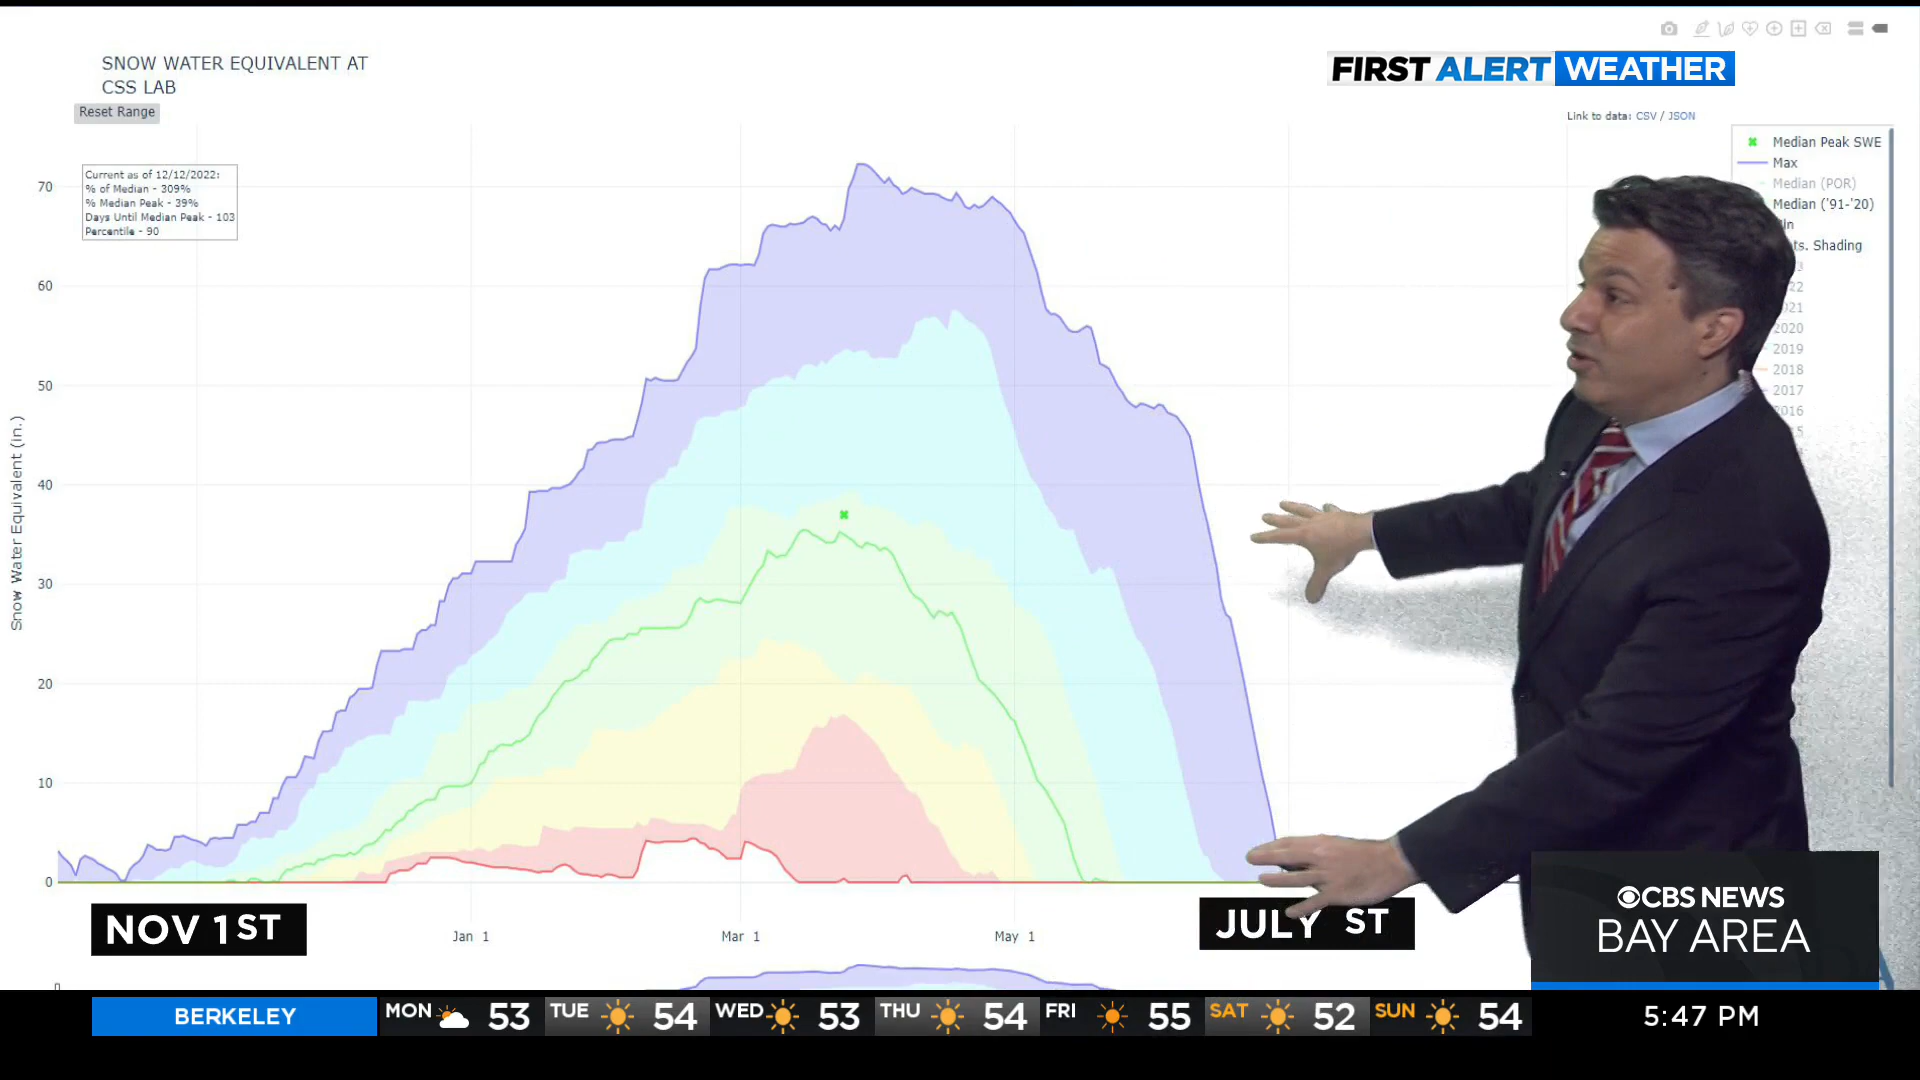 SNOW WATER EQUIVALENT AT
CSS LAB
Reset Range
FIRST ALERT WEATHER
Link to data: CSV / JSON
Current as of 12/12/2022:
% of Median - 309%
% Median Peak - 39%
Days Until Median Peak - 103
Percentile - 90
Median Peak SWE
Max
Median (POR)
Median ('91-'20)
Shading
2020
2019
2018
2017
2016
Snow Water Equivalent (in.)
70
60
50
40
30
20
10
0
NOV 1ST
Jan 1
Mar 1
May 1
JULY ST
CBS NEWS
BAY AREA
BERKELEY
MON 53 TUE 54 WED 53 THU 54 FRI 55 SAT 52 SUN 54
5:47 PM